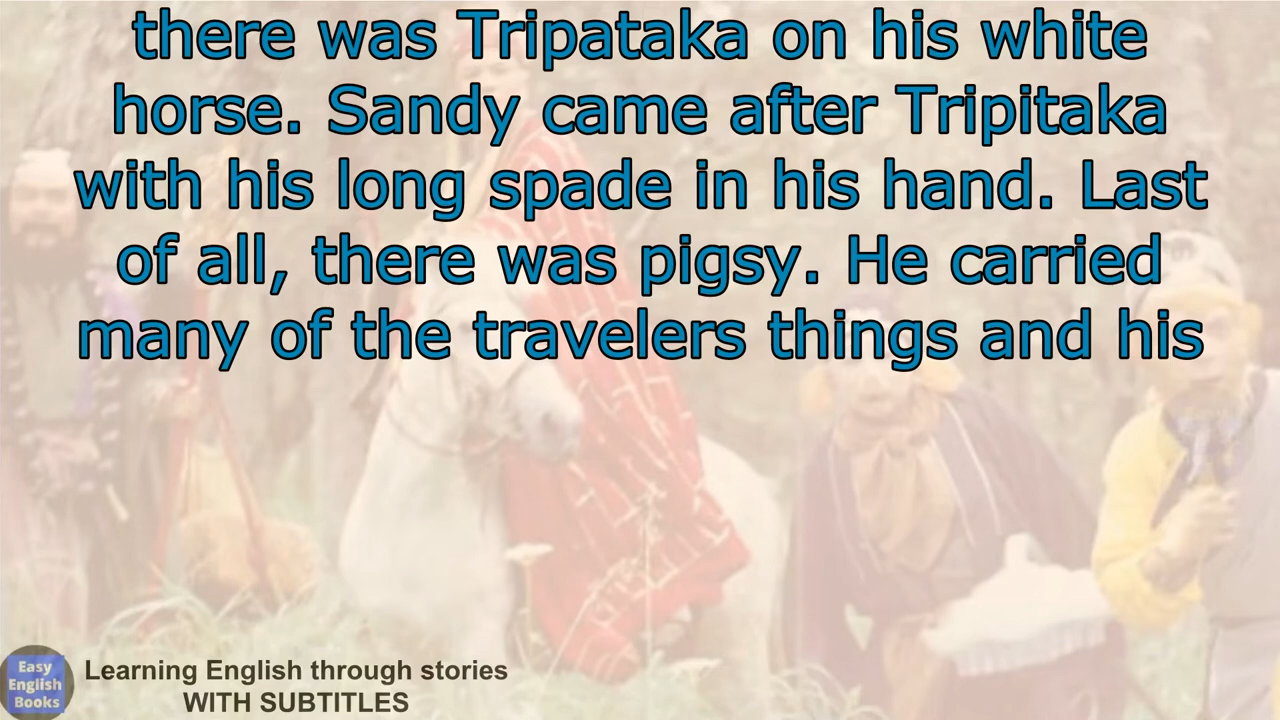 there was Tripataka on his white
horse. Sandy came after Tripitaka
with his long spade in his hand. Last
of all, there was pigsy. He carried
many of the travelers things and his
Easy
English
Books
Learning English through stories
WITH SUBTITLES